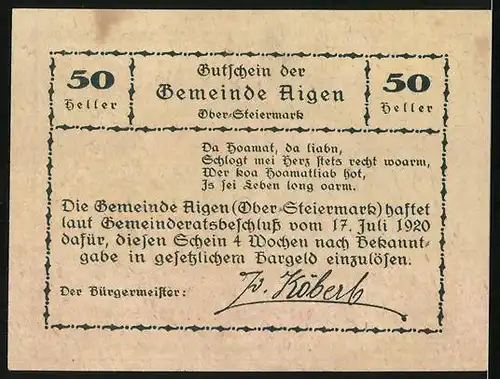 50 Heller
Gutschein der
Gemeinde Aigen
Ober-Steiermark
50 Heller
Da Hoamat, da liabn,
Schlogt mei Herz stets recht woarm,
Wer koa Hoamatliab hot,
Is sei Leben long oarm.
Die Gemeinde Aigen (Ober-Steiermark) haftet
laut Gemeinderatsbeschluß vom 17. Juli 1920
dafür, diesen Schein 4 Wochen nach Bekannt-
gabe in gesetzlichem Bargeld einzulösen.
Der Bürgermeister:
Köberl